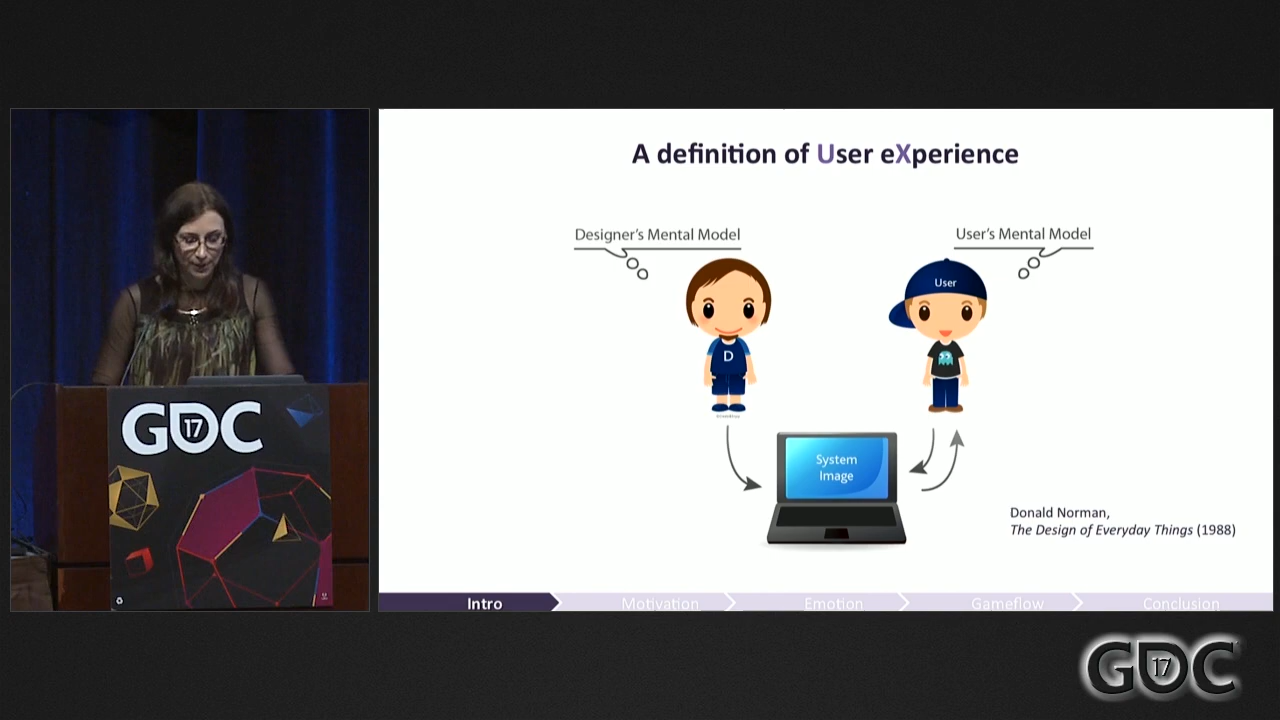 A definition of User eXperience
Designer's Mental Model
User's Mental Model
User
D
System
Image
Donald Norman,
The Design of Everyday Things (1988)
Intro
Motivation
Emotion
Gameflow
Conclusion
GDC
17
GDC
17